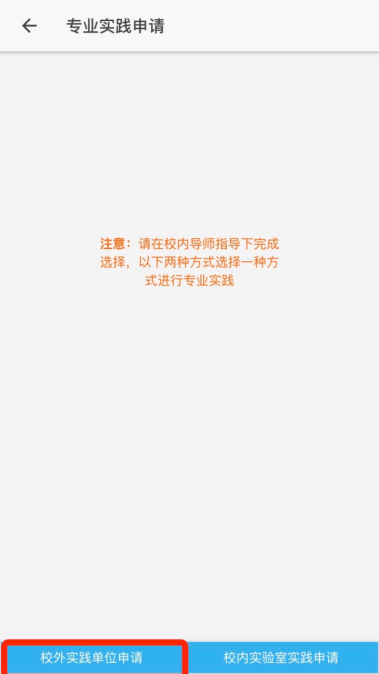 专业实践申请
注意：请在校内导师指导下完成
选择，以下两种方式选择一种方
式进行专业实践
校外实践单位申请
校内实验室实践申请